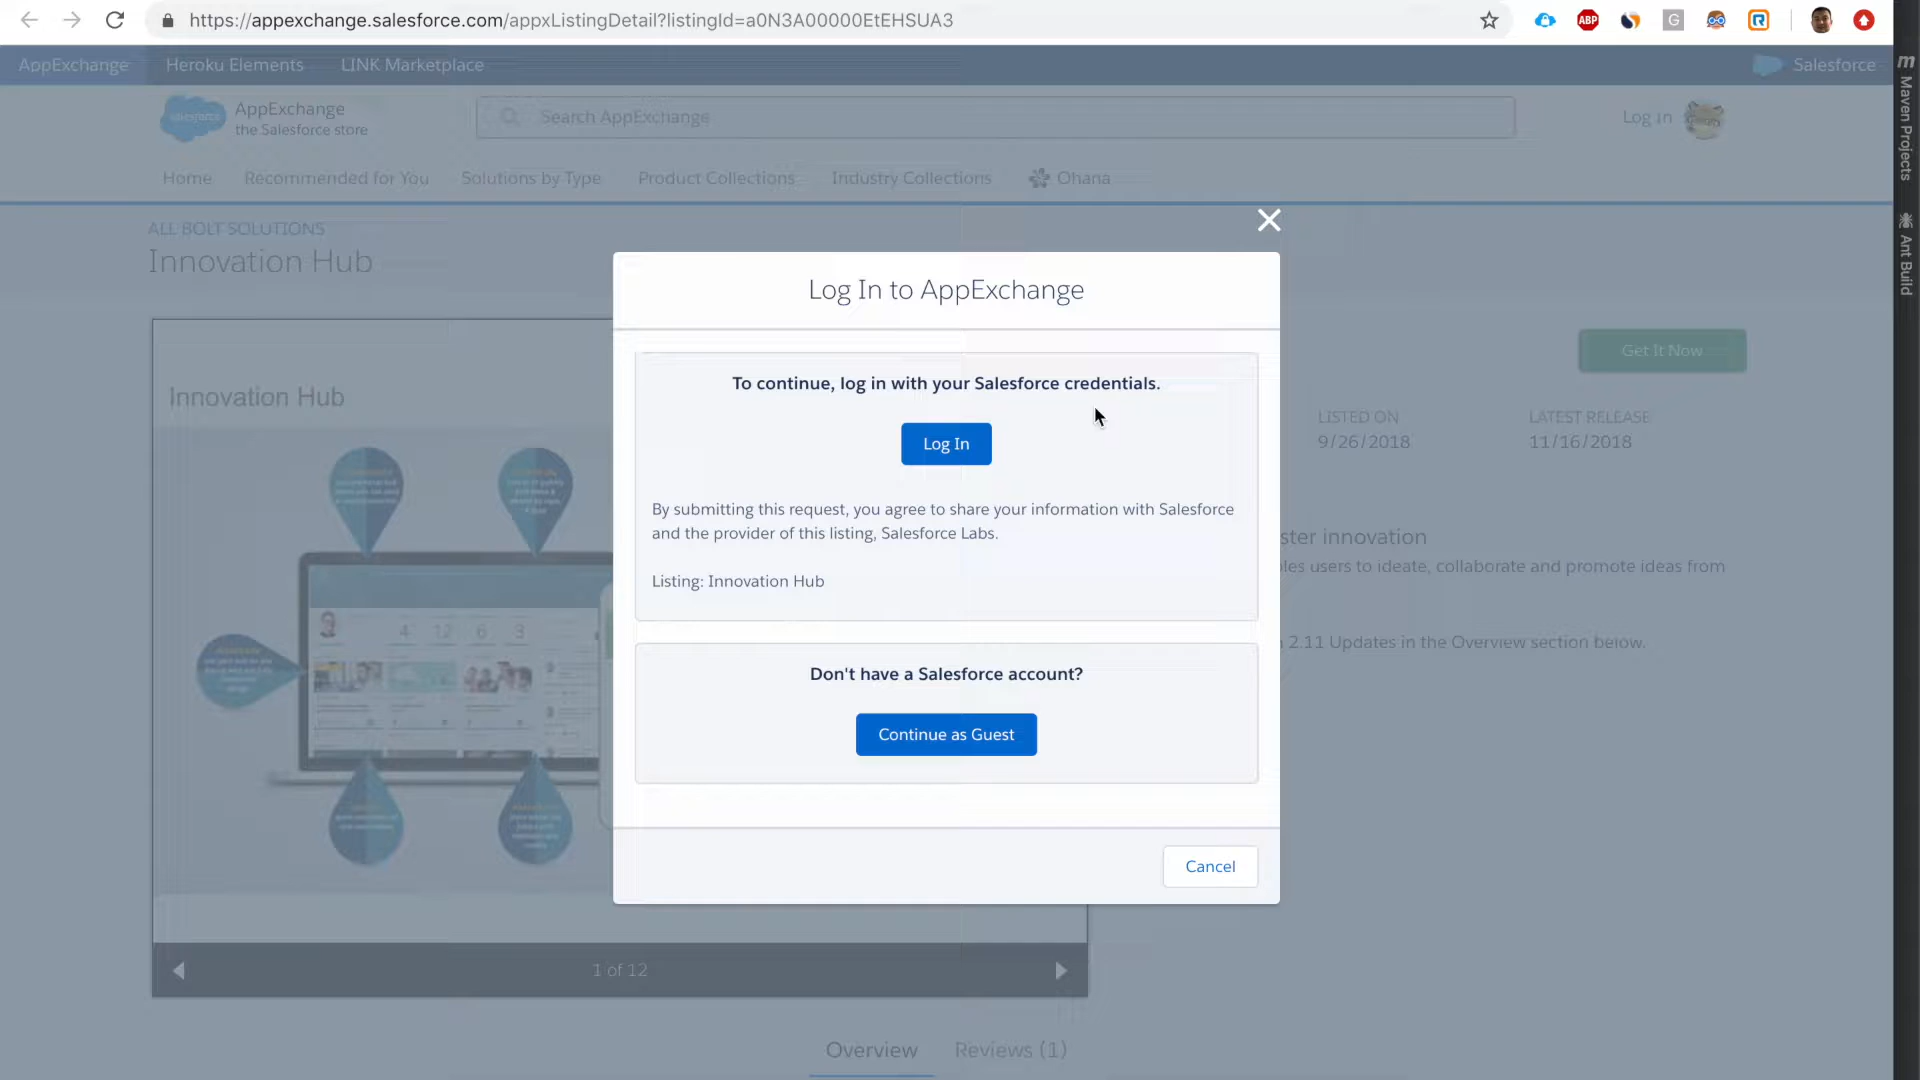 https://appexchange.salesforce.com/appxListingDetail?listingId=a0N3A00000EtEHSUA3
ABP
G
AppExchange
Heroku Elements
LINK Marketplace
Salesforce
salesforce
AppExchange
the Salesforce store
Search AppExchange
Log in
Home
Recommended for You
Solutions by Type
Product Collections
Industry Collections
Ohana
ALL BOLT SOLUTIONS
Innovation Hub
Log In to AppExchange
To continue, log in with your Salesforce credentials.
Log In
By submitting this request, you agree to share your information with Salesforce
and the provider of this listing, Salesforce Labs.
Listing: Innovation Hub
Don't have a Salesforce account?
Continue as Guest
Cancel
Innovation Hub
4 12 6 3
1 of 12
Get It Now
LISTED ON
9/26/2018
LATEST RELEASE
11/16/2018
ster innovation
les users to ideate, collaborate and promote ideas from
2.11 Updates in the Overview section below.
Overview
Reviews (1)
m Maven Projects
Ant Build